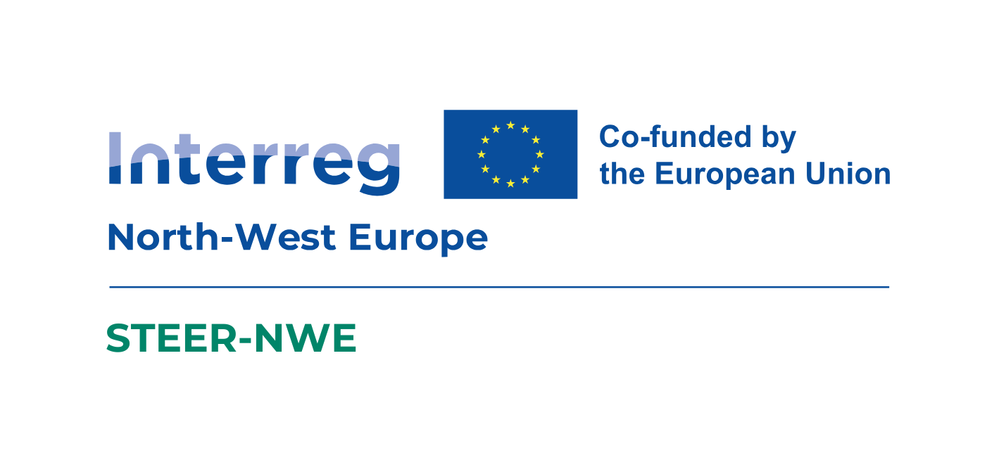 Interreg
Co-funded by
the European Union
North-West Europe
STEER-NWE